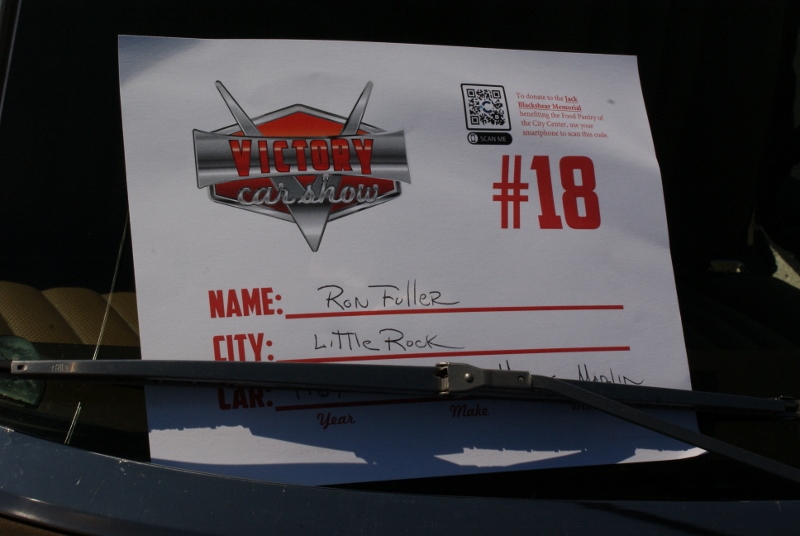 VICTORY
car show
To donate to the Jack
Blackshear Memorial
benefiting the Food Pantry of
the City Center, use your
smartphone to scan this code.
SCAN ME
#18
NAME: Ron Fuller
CITY: Little Rock
CAR: Marlin
Year Make